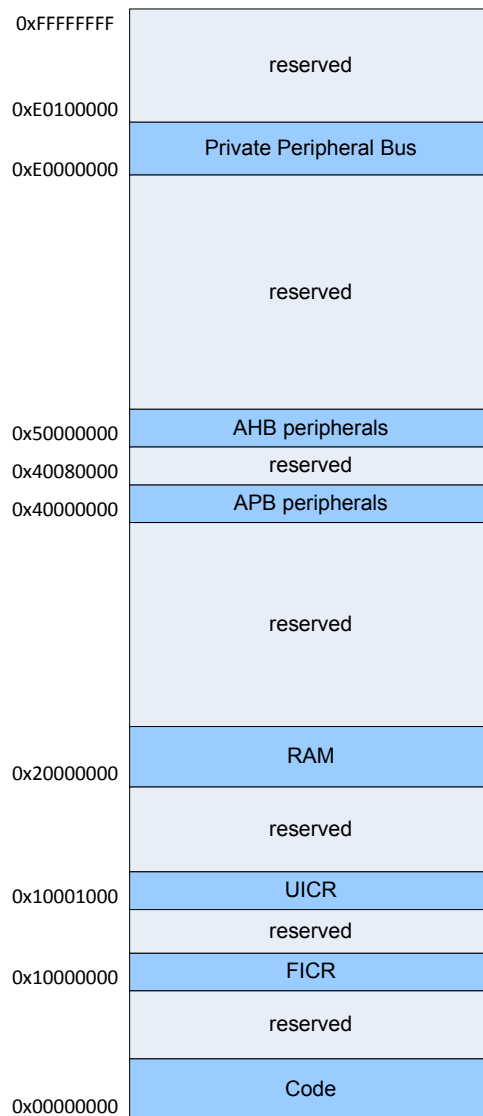 0xFFFFFFFF
reserved
0xE0100000
Private Peripheral Bus
0xE0000000
reserved
AHB peripherals
0x50000000
reserved
0x40080000
APB peripherals
0x40000000
reserved
RAM
0x20000000
reserved
UICR
0x10001000
reserved
FICR
0x10000000
reserved
Code
0x00000000